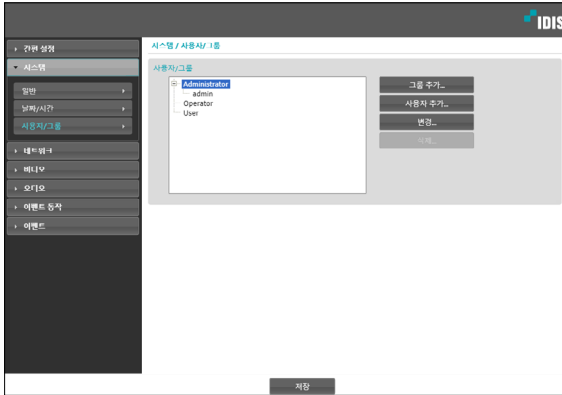 IDIS
간편 설정
시스템
일반
날짜/시간
사용자/그룹
네트워크
비디오
오디오
이벤트 동작
이벤트
시스템 / 사용자/그룹
사용자/그룹
Administrator
admin
Operator
User
그룹 추가...
사용자 추가...
변경...
삭제...
저장